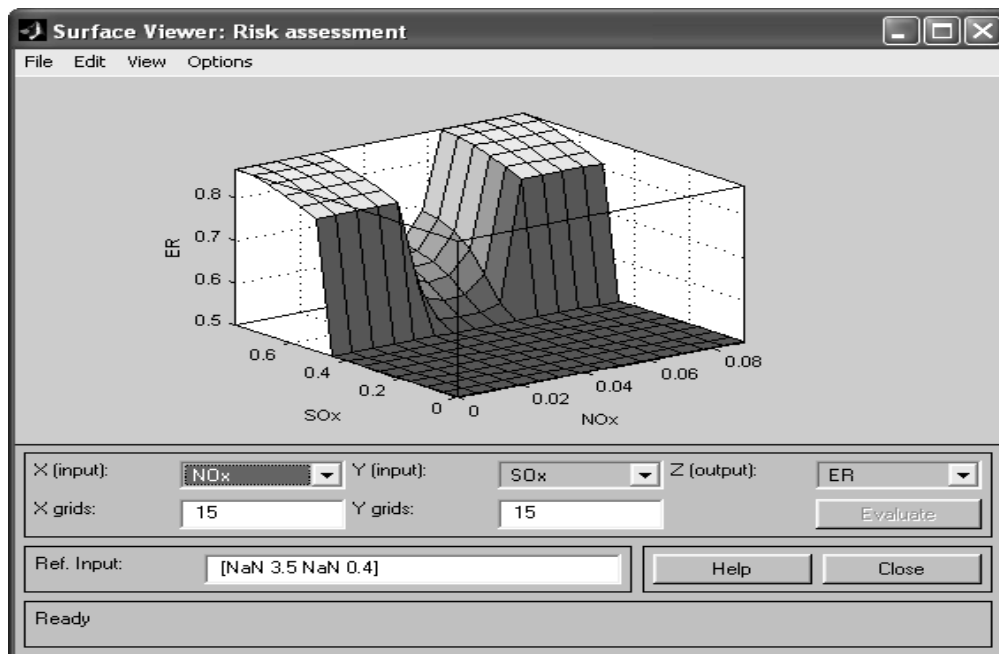 Surface Viewer: Risk assessment
File Edit View Options
0.8
0.7
0.6
0.5
ER
0.6
0.4
0.2
0
SOx
0
0.02
0.04
0.06
0.08
NOx
X (input): NOx Y (input): SOx Z (output): ER
X grids: 15 Y grids: 15 Evaluate
Ref. Input: [NaN 3.5 NaN 0.4] Help Close
Ready